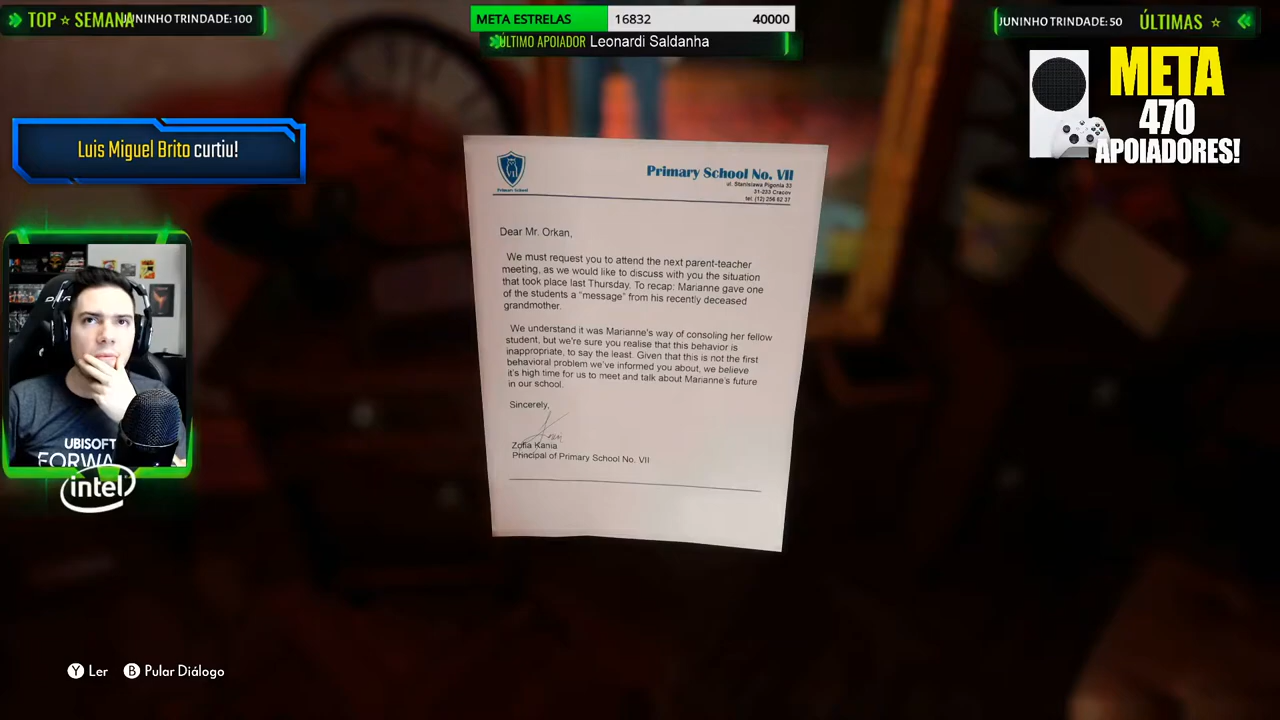 TOP ☆ SEMANA
JUNINHO TRINDADE: 100
META ESTRELAS 16832 40000
ÚLTIMO APOIADOR Leonardi Saldanha
JUNINHO TRINDADE: 50 ÚLTIMAS ☆
META
470
APOIADORES!
Luis Miguel Brito curtiu!
UBISOFT
FORWA
intel
Primary School
Primary School No. VII
ul. Stanisława Pigonia 33
31-233 Cracov
tel. (12) 256 62 37
Dear Mr. Orkan,
We must request you to attend the next parent-teacher
meeting, as we would like to discuss with you the situation
that took place last Thursday. To recap: Marianne gave one
of the students a "message" from his recently deceased
grandmother.
We understand it was Marianne's way of consoling her fellow
student, but we're sure you realise that this behavior is
inappropriate, to say the least. Given that this is not the first
behavioral problem we've informed you about, we believe
it's high time for us to meet and talk about Marianne's future
in our school.
Sincerely,
Zofia Kania
Principal of Primary School No. VII
Y Ler B Pular Diálogo